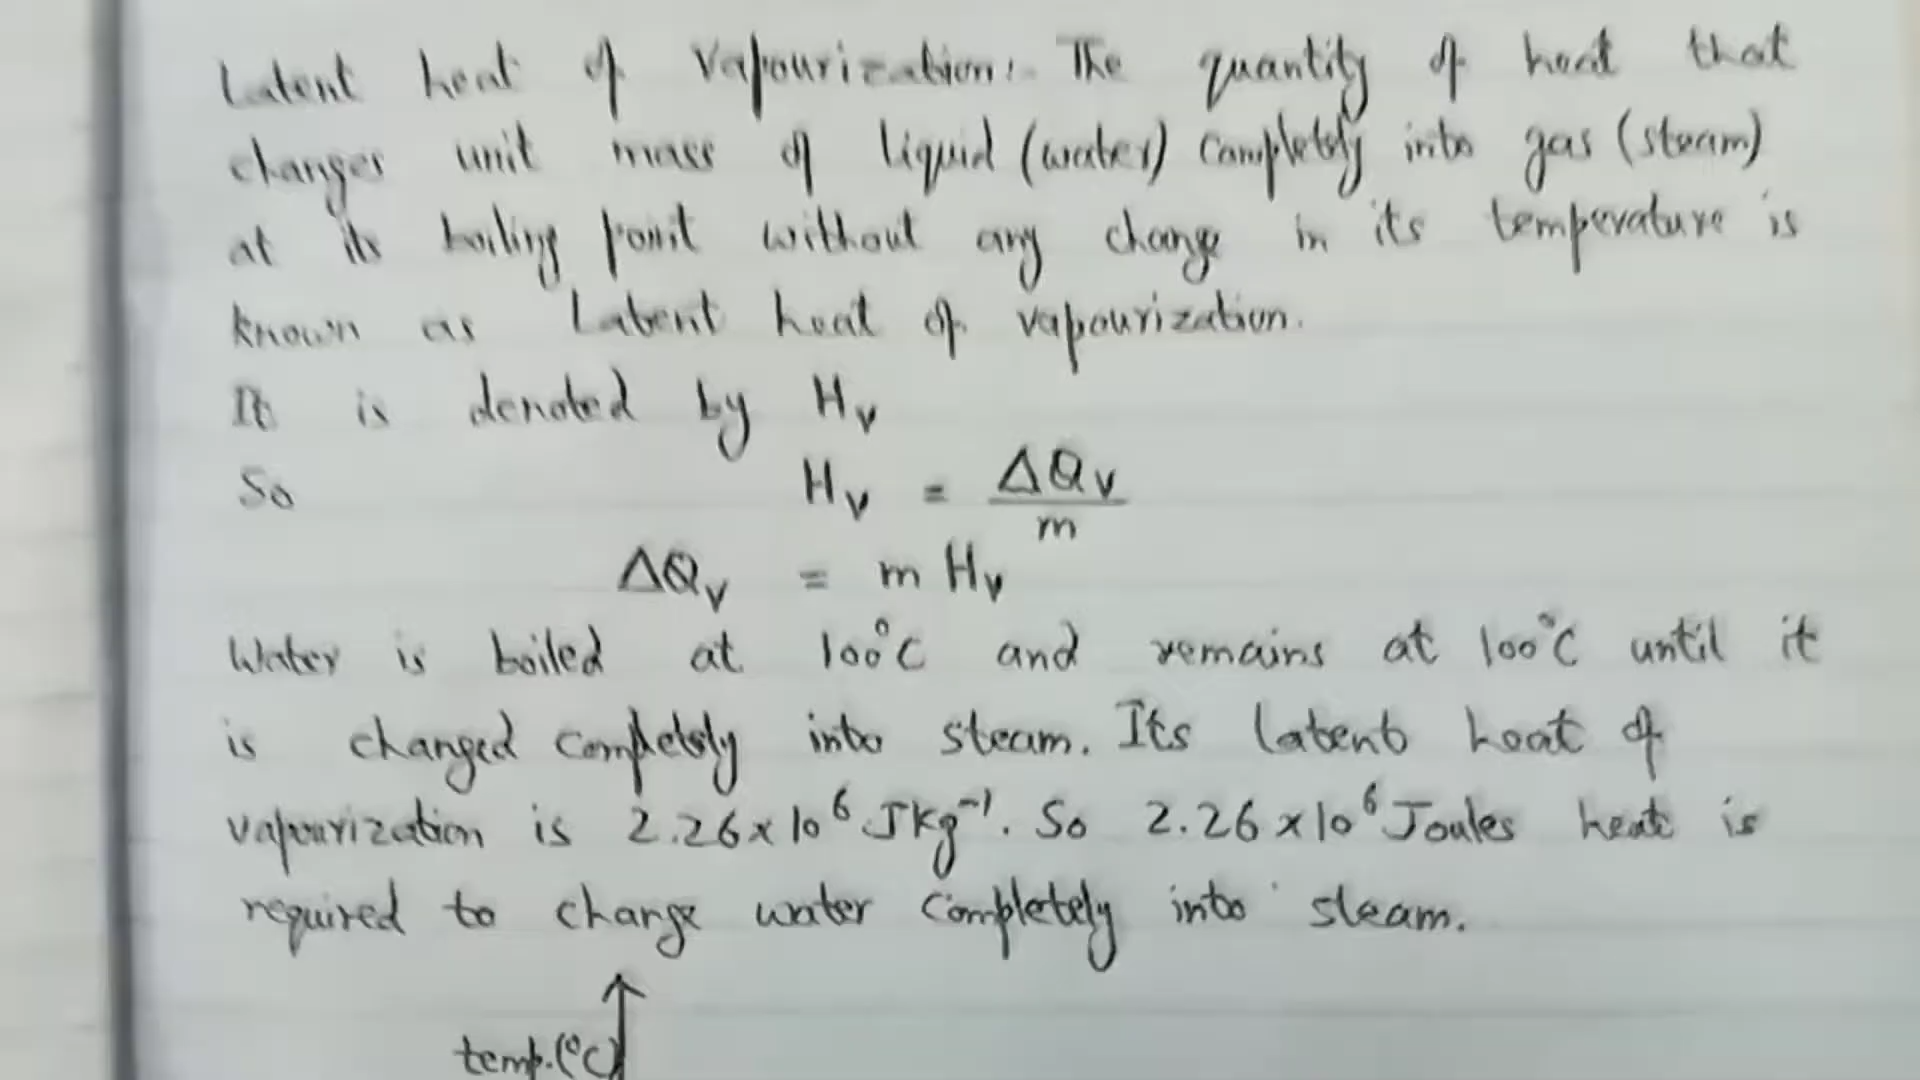 Latent heat of Vapourization:- The quantity of heat that
changes unit mass of liquid (water) completely into gas (steam)
at its boiling point without any change in its temperature is
known as Latent heat of vapourization.
It is denoted by Hv
So Hv = ΔQv / m
ΔQv = m Hv
Water is boiled at 100°C and remains at 100°C until it
is changed completely into steam. Its latent heat of
vapourization is 2.26 x 10⁶ Jkg⁻¹. So 2.26 x 10⁶ Joules heat is
required to change water completely into steam.
temp.(°C)